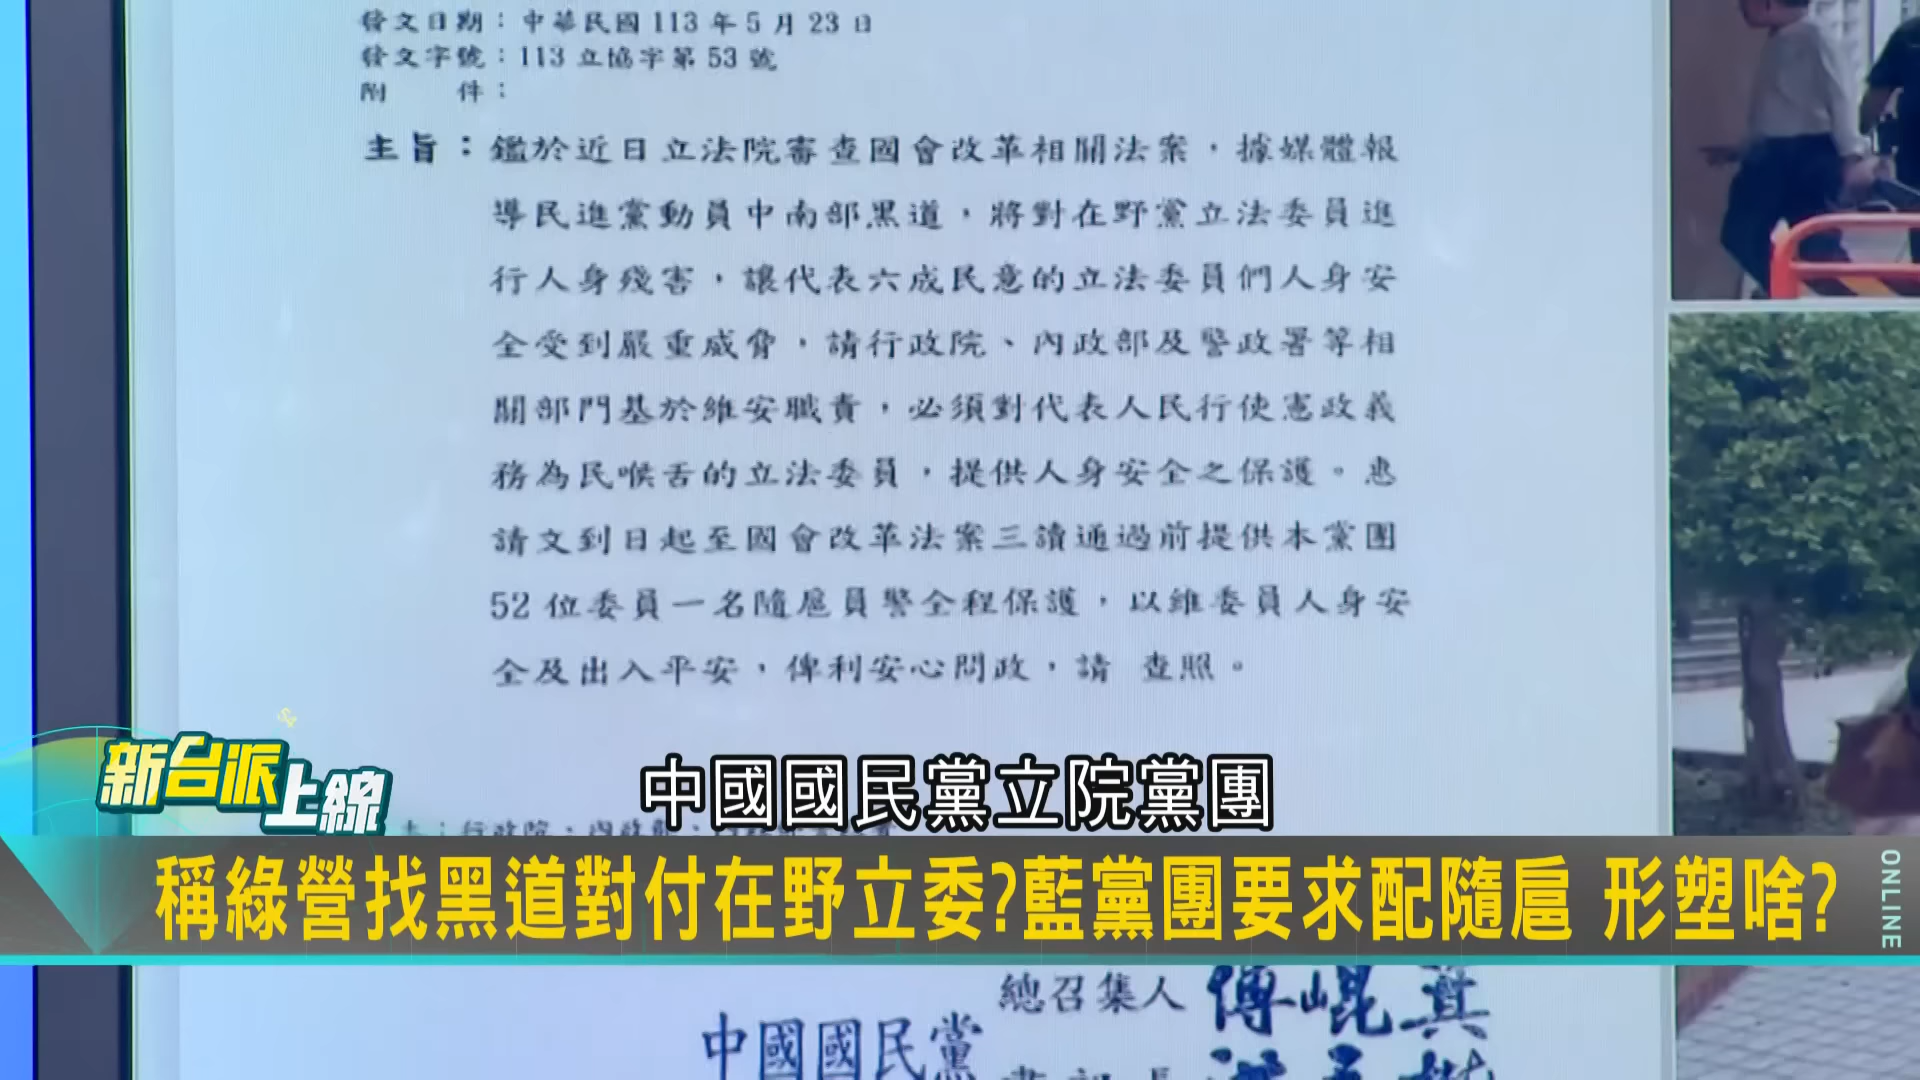 發文日期：中華民國 113 年 5 月 23 日
發文字號：113 立協字第 53 號
附　　件：
主旨：鑑於近日立法院審查國會改革相關法案，據媒體報
導民進黨動員中南部黑道，將對在野黨立法委員進
行人身殘害，讓代表六成民意的立法委員們人身安
全受到嚴重威脅，請行政院、內政部及警政署等相
關部門基於維安職責，必須對代表人民行使憲政義
務為民喉舌的立法委員，提供人身安全之保護。惠
請文到日起至國會改革法案三讀通過前提供本黨團
52 位委員一名隨扈員警全程保護，以維委員人身安
全及出入平安，俾利安心問政，請 查照。
新台派上線
中國國民黨立院黨團
稱綠營找黑道對付在野立委?藍黨團要求配隨扈 形塑啥?
ONLINE
總召集人 傅崐萁
中國國民黨